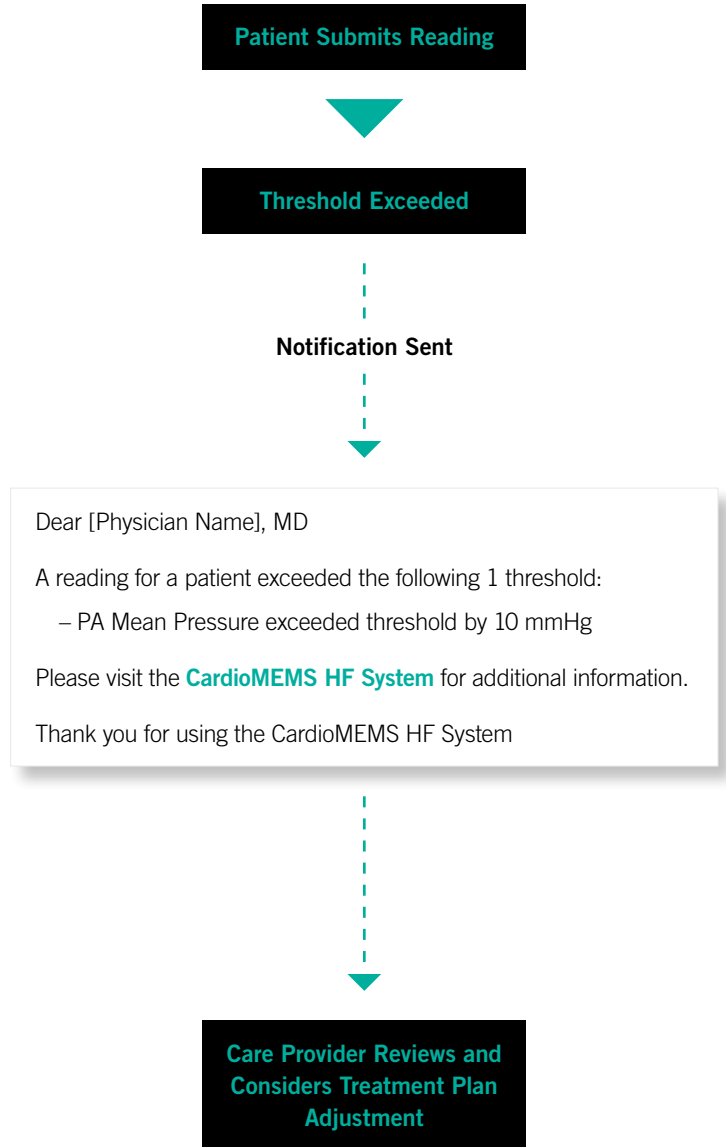 Patient Submits Reading
Threshold Exceeded
Notification Sent
Dear [Physician Name], MD
A reading for a patient exceeded the following 1 threshold:
– PA Mean Pressure exceeded threshold by 10 mmHg
Please visit the CardioMEMS HF System for additional information.
Thank you for using the CardioMEMS HF System
Care Provider Reviews and
Considers Treatment Plan
Adjustment